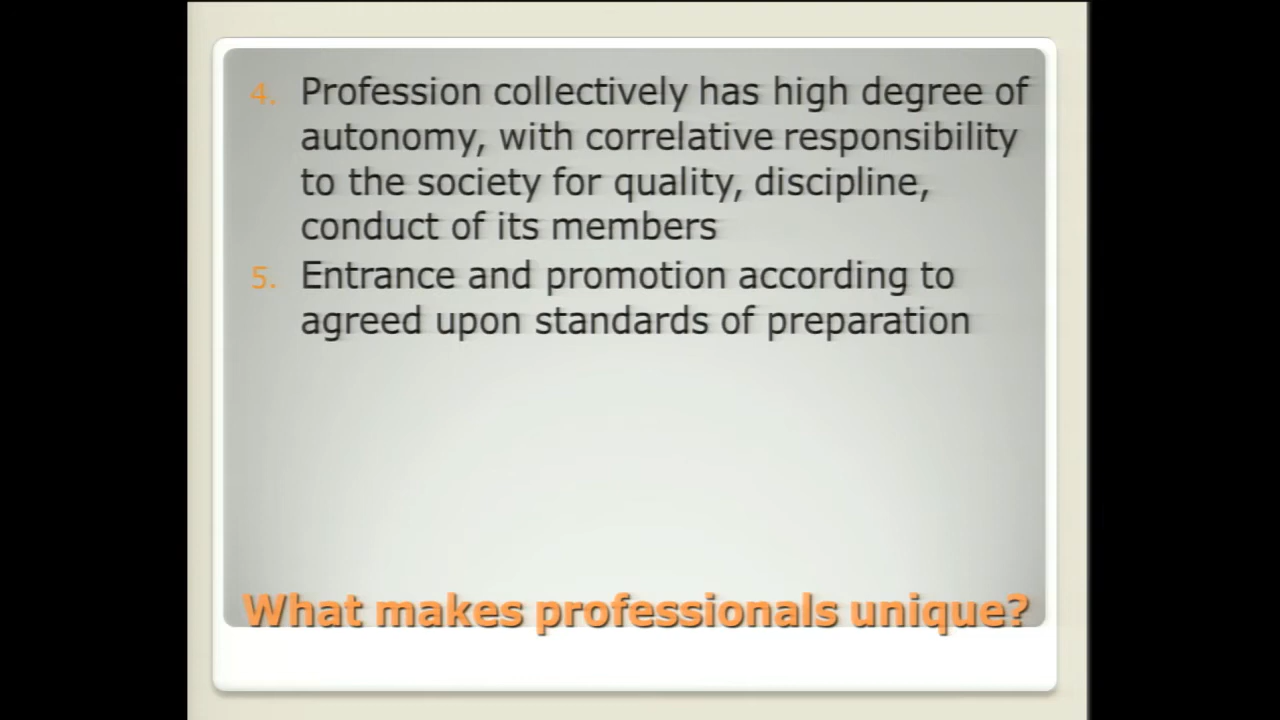 4. Profession collectively has high degree of
autonomy, with correlative responsibility
to the society for quality, discipline,
conduct of its members
5. Entrance and promotion according to
agreed upon standards of preparation
What makes professionals unique?